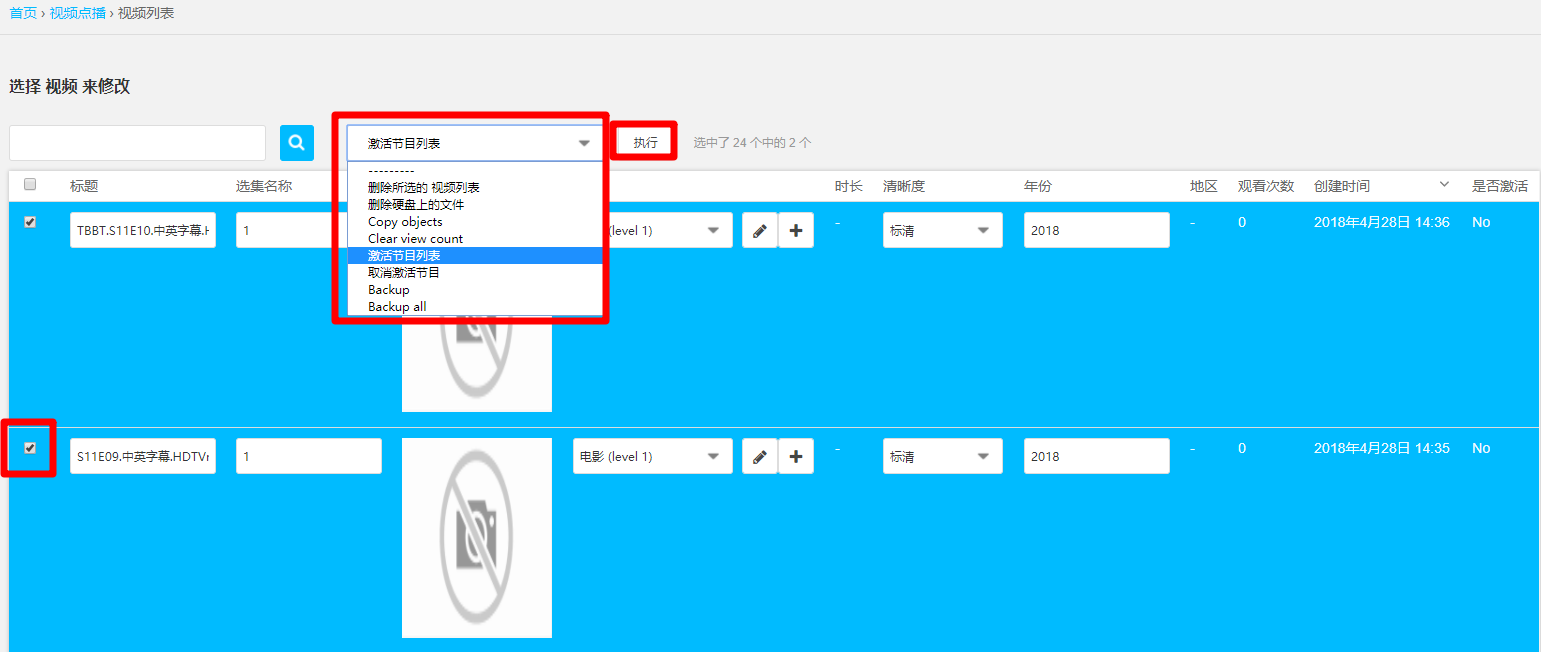 首页 › 视频点播 › 视频列表
选择 视频 来修改
激活节目列表 执行 选中了 24 个中的 2 个
---------
删除所选的 视频列表
删除硬盘上的文件
Copy objects
Clear view count
激活节目列表
取消激活节目
Backup
Backup all
标题 选集名称 时长 清晰度 年份 地区 观看次数 创建时间 是否激活
TBBT.S11E10.中英字幕.H 1 (level 1) - 标清 2018 - 0 2018年4月28日 14:36 No
S11E09.中英字幕.HDTVr 1 电影 (level 1) - 标清 2018 - 0 2018年4月28日 14:35 No